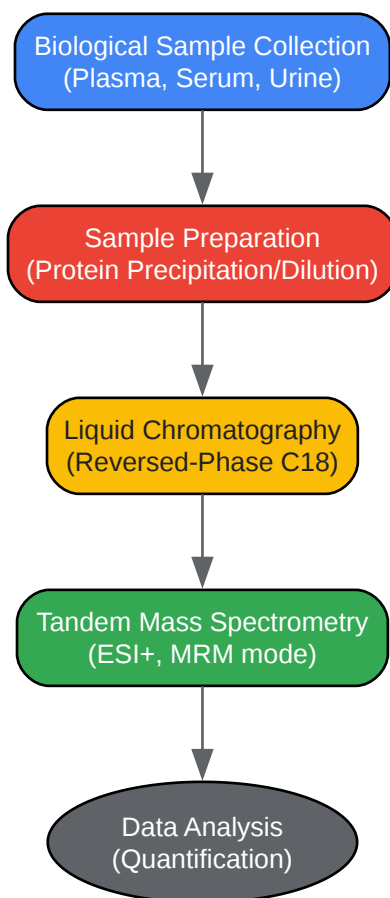 Biological Sample Collection
(Plasma, Serum, Urine)
Sample Preparation
(Protein Precipitation/Dilution)
Liquid Chromatography
(Reversed-Phase C18)
Tandem Mass Spectrometry
(ESI+, MRM mode)
Data Analysis
(Quantification)